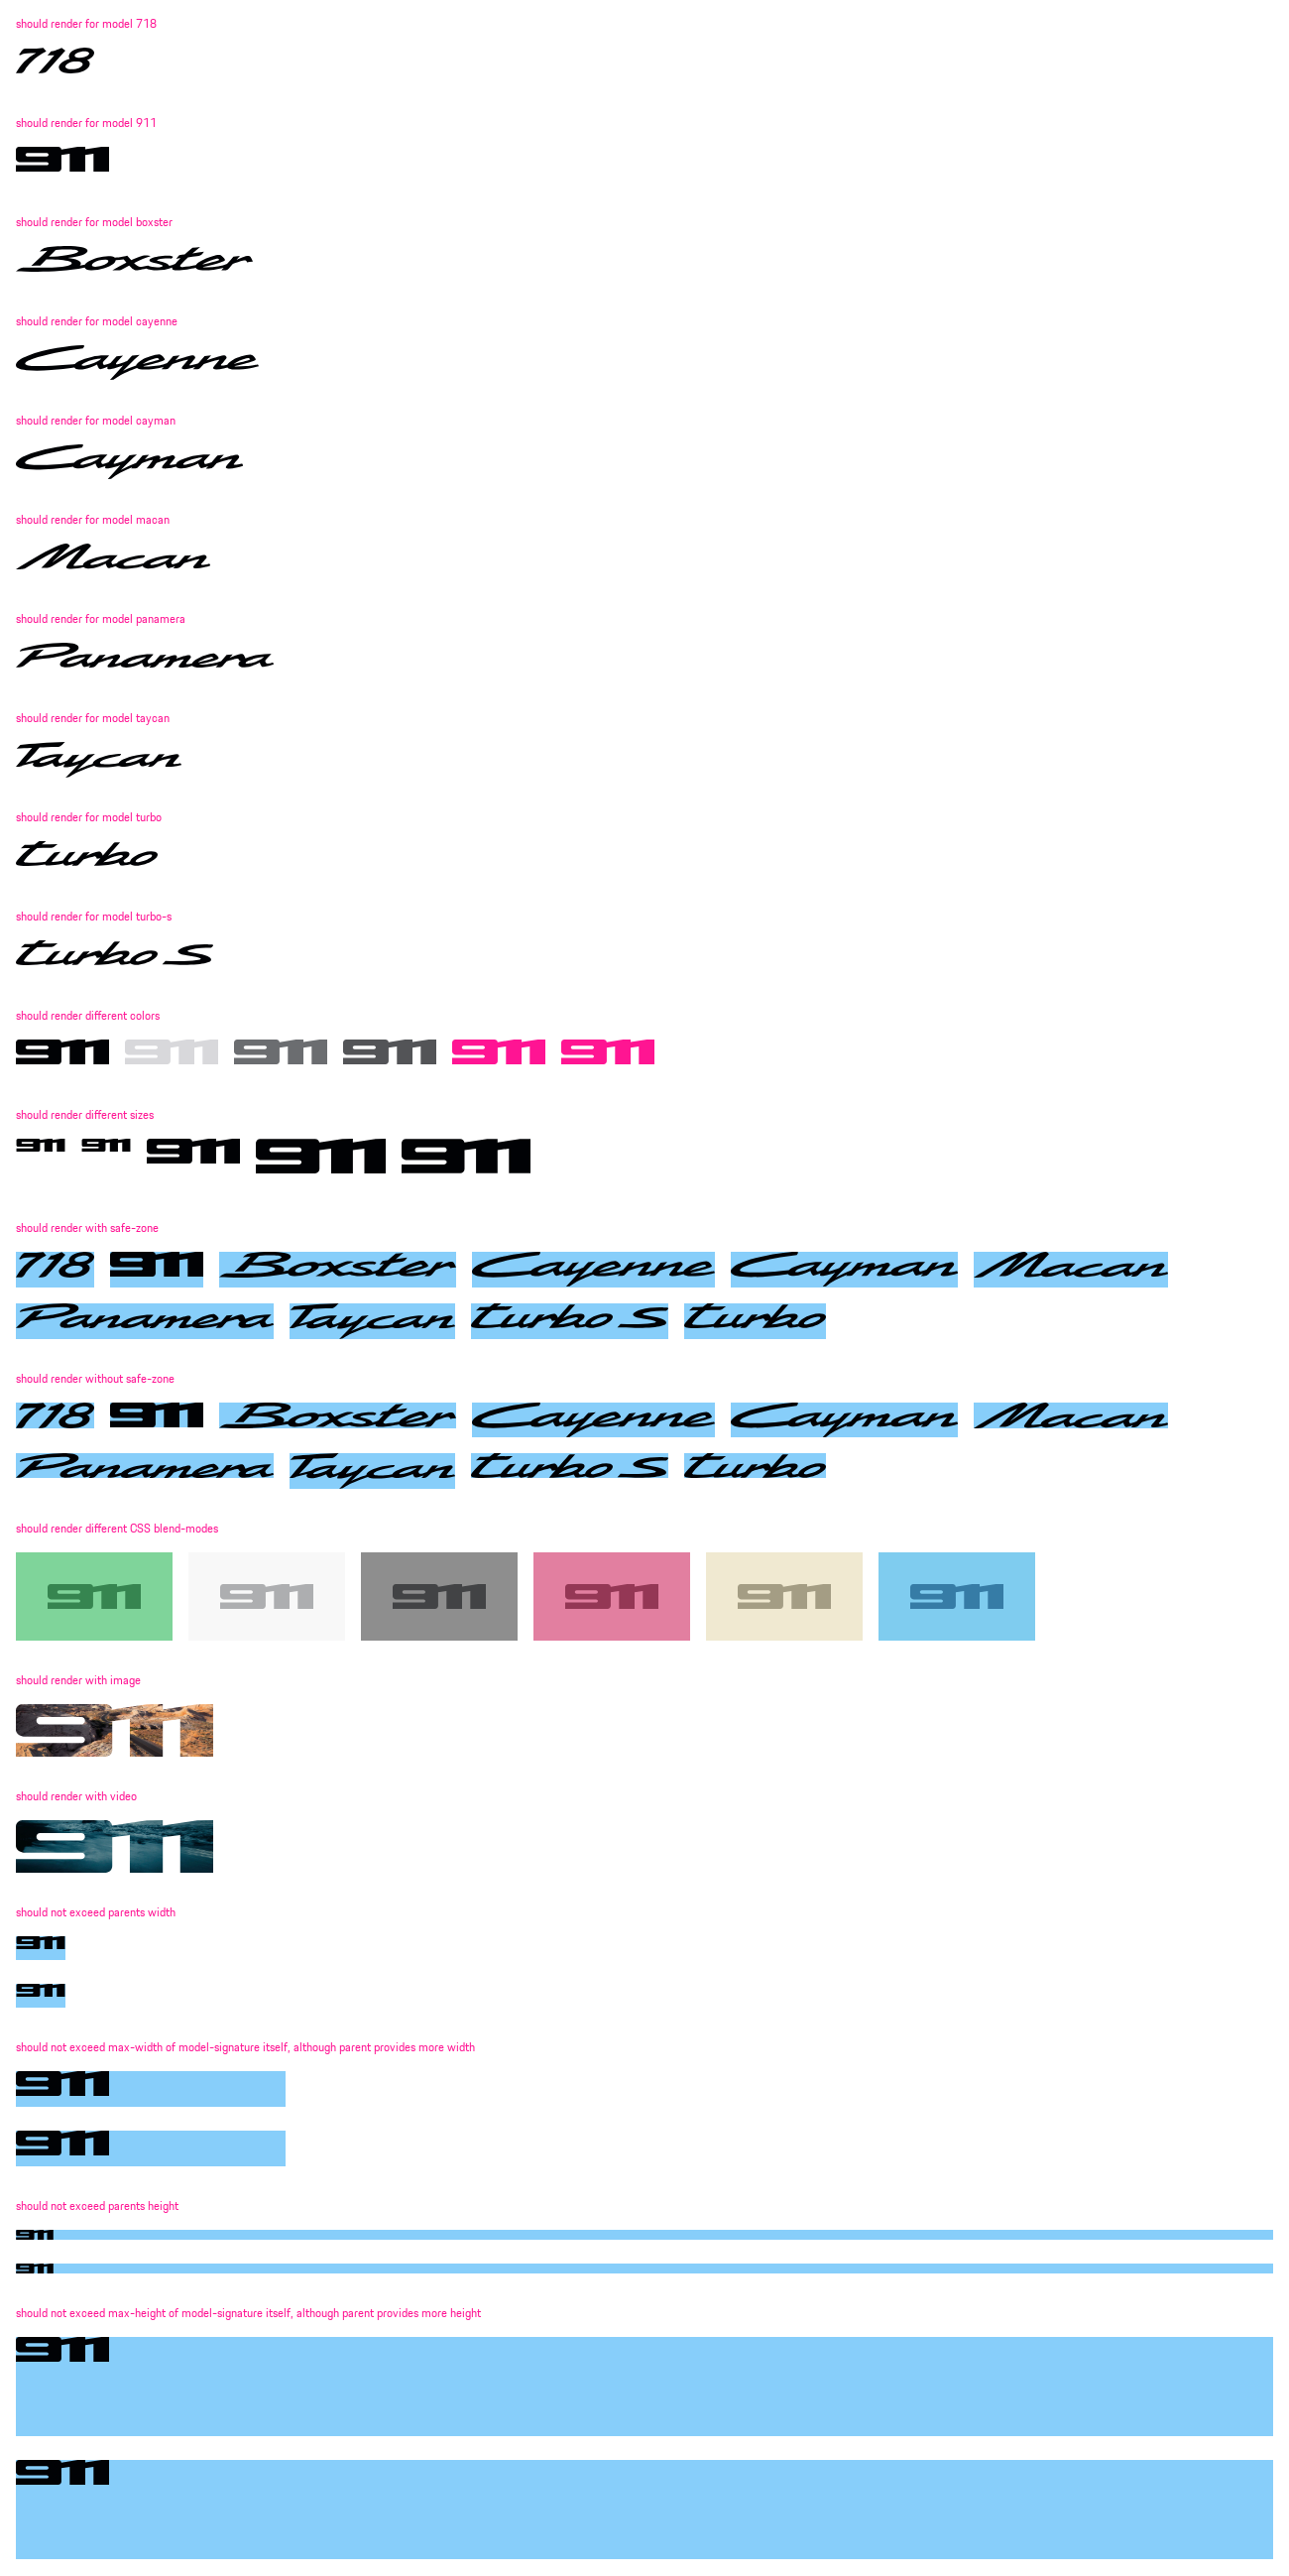 should render for model 718
718
should render for model 911
911
should render for model boxster
Boxster
should render for model cayenne
Cayenne
should render for model cayman
Cayman
should render for model macan
Macan
should render for model panamera
Panamera
should render for model taycan
Taycan
should render for model turbo
turbo
should render for model turbo-s
turbo S
should render different colors
911 911 911 911 911 911
should render different sizes
911 911 911 911 911
should render with safe-zone
718 911 Boxster Cayenne Cayman Macan
Panamera Taycan turbo S turbo
should render without safe-zone
718 911 Boxster Cayenne Cayman Macan
Panamera Taycan turbo S turbo
should render different CSS blend-modes
911 911 911 911 911 911
should render with image
911
should render with video
911
should not exceed parents width
911
911
should not exceed max-width of model-signature itself, although parent provides more width
911
911
should not exceed parents height
911
911
should not exceed max-height of model-signature itself, although parent provides more height
911
911